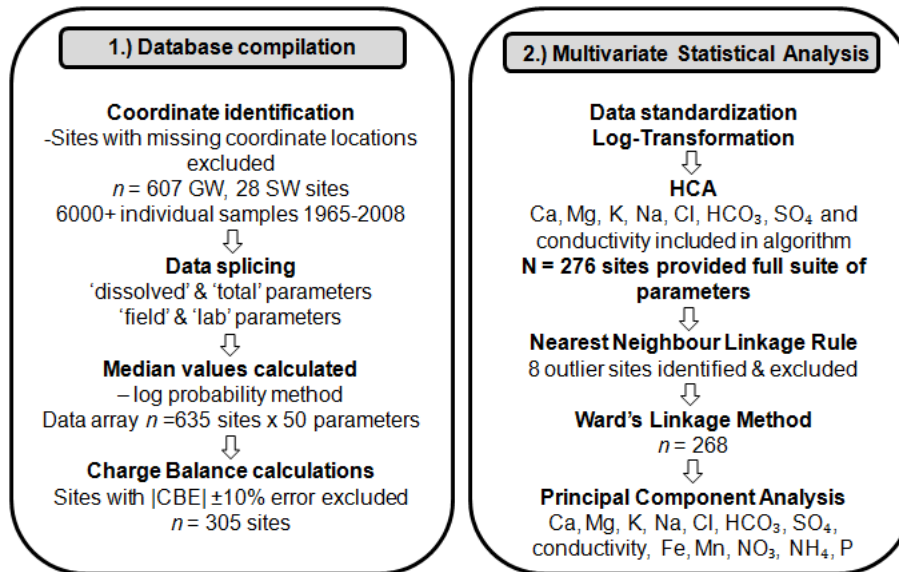 1.) Database compilation
Coordinate identification
-Sites with missing coordinate locations
excluded
n = 607 GW, 28 SW sites
6000+ individual samples 1965-2008
Data splicing
‘dissolved’ & ‘total’ parameters
‘field’ & ‘lab’ parameters
Median values calculated
– log probability method
Data array n =635 sites x 50 parameters
Charge Balance calculations
Sites with |CBE| ±10% error excluded
n = 305 sites
2.) Multivariate Statistical Analysis
Data standardization
Log-Transformation
HCA
Ca, Mg, K, Na, Cl, HCO₃, SO₄ and
conductivity included in algorithm
N = 276 sites provided full suite of
parameters
Nearest Neighbour Linkage Rule
8 outlier sites identified & excluded
Ward’s Linkage Method
n = 268
Principal Component Analysis
Ca, Mg, K, Na, Cl, HCO₃, SO₄,
conductivity, Fe, Mn, NO₃, NH₄, P